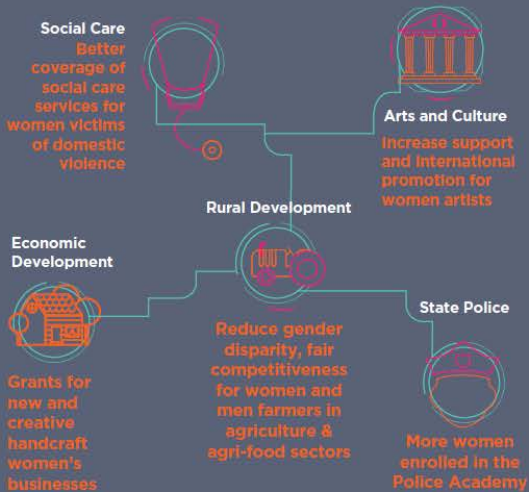 Social Care
Better
coverage of
social care
services for
women victims
of domestic
violence
Arts and Culture
Increase support
and international
promotion for
women artists
Rural Development
Reduce gender
disparity, fair
competitiveness
for women and
men farmers in
agriculture &
agri-food sectors
Economic
Development
Grants for
new and
creative
handcraft
women's
businesses
State Police
More women
enrolled in the
Police Academy